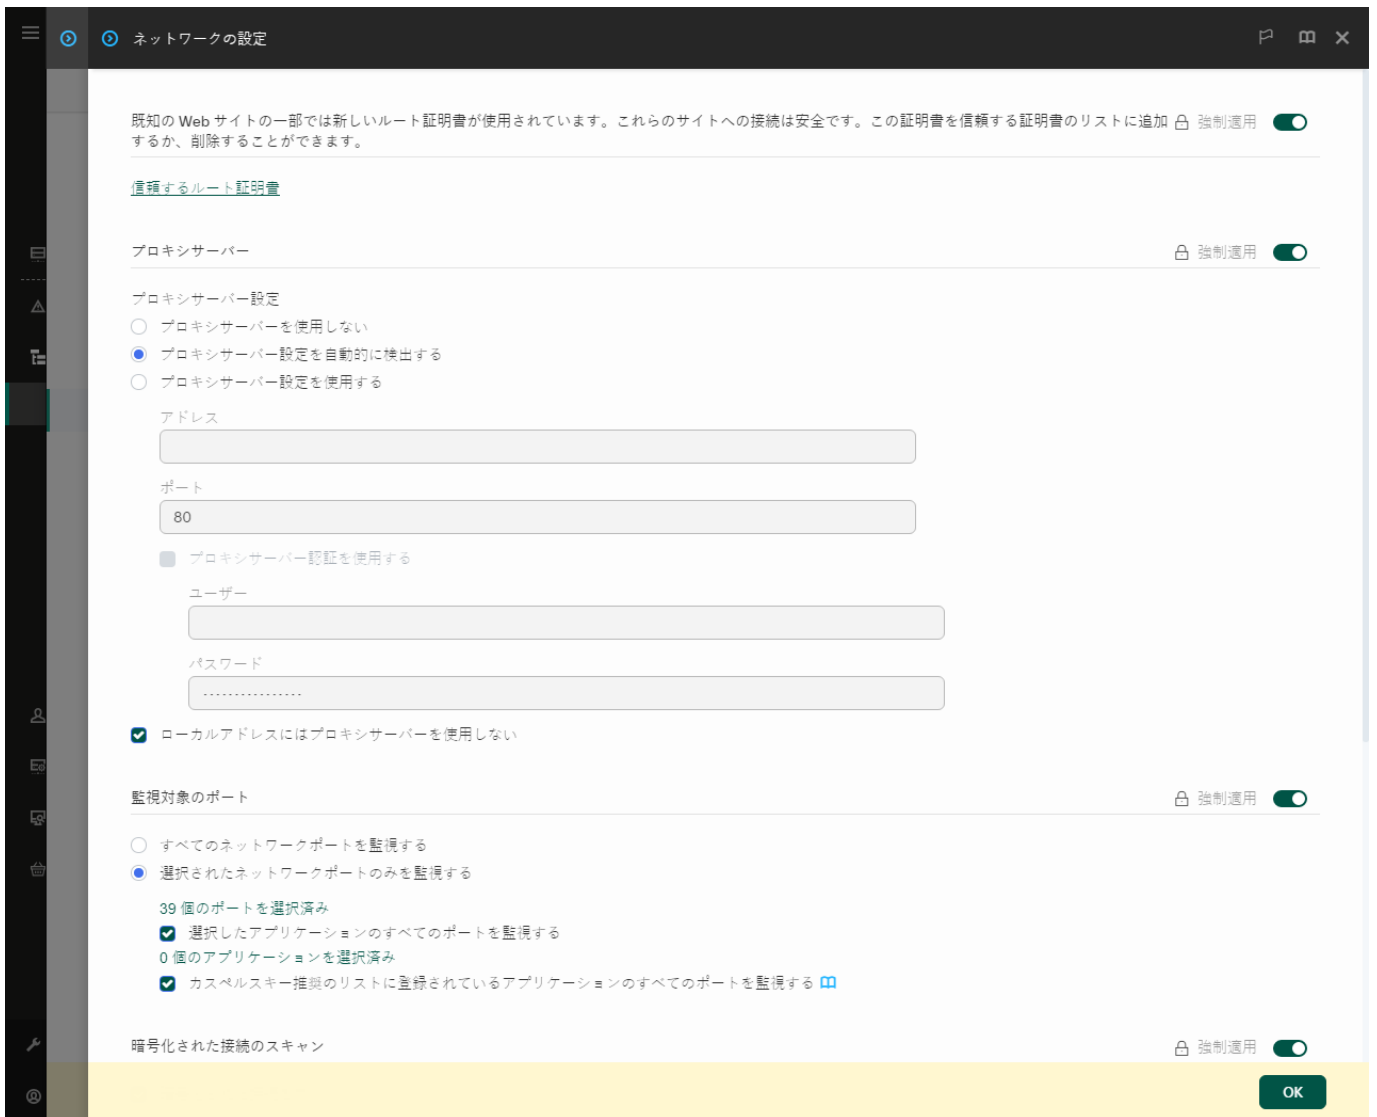 ネットワークの設定
既知の Web サイトの一部では新しいルート証明書が使用されています。これらのサイトへの接続は安全です。この証明書を信頼する証明書のリストに追加
するか、削除することができます。
強制適用
信頼するルート証明書
プロキシサーバー
強制適用
プロキシサーバー設定
プロキシサーバーを使用しない
プロキシサーバー設定を自動的に検出する
プロキシサーバー設定を使用する
アドレス
ポート
80
プロキシサーバー認証を使用する
ユーザー
パスワード
----------------
ローカルアドレスにはプロキシサーバーを使用しない
監視対象のポート
強制適用
すべてのネットワークポートを監視する
選択されたネットワークポートのみを監視する
39 個のポートを選択済み
選択したアプリケーションのすべてのポートを監視する
0 個のアプリケーションを選択済み
カスペルスキー推奨のリストに登録されているアプリケーションのすべてのポートを監視する
暗号化された接続のスキャン
強制適用
OK